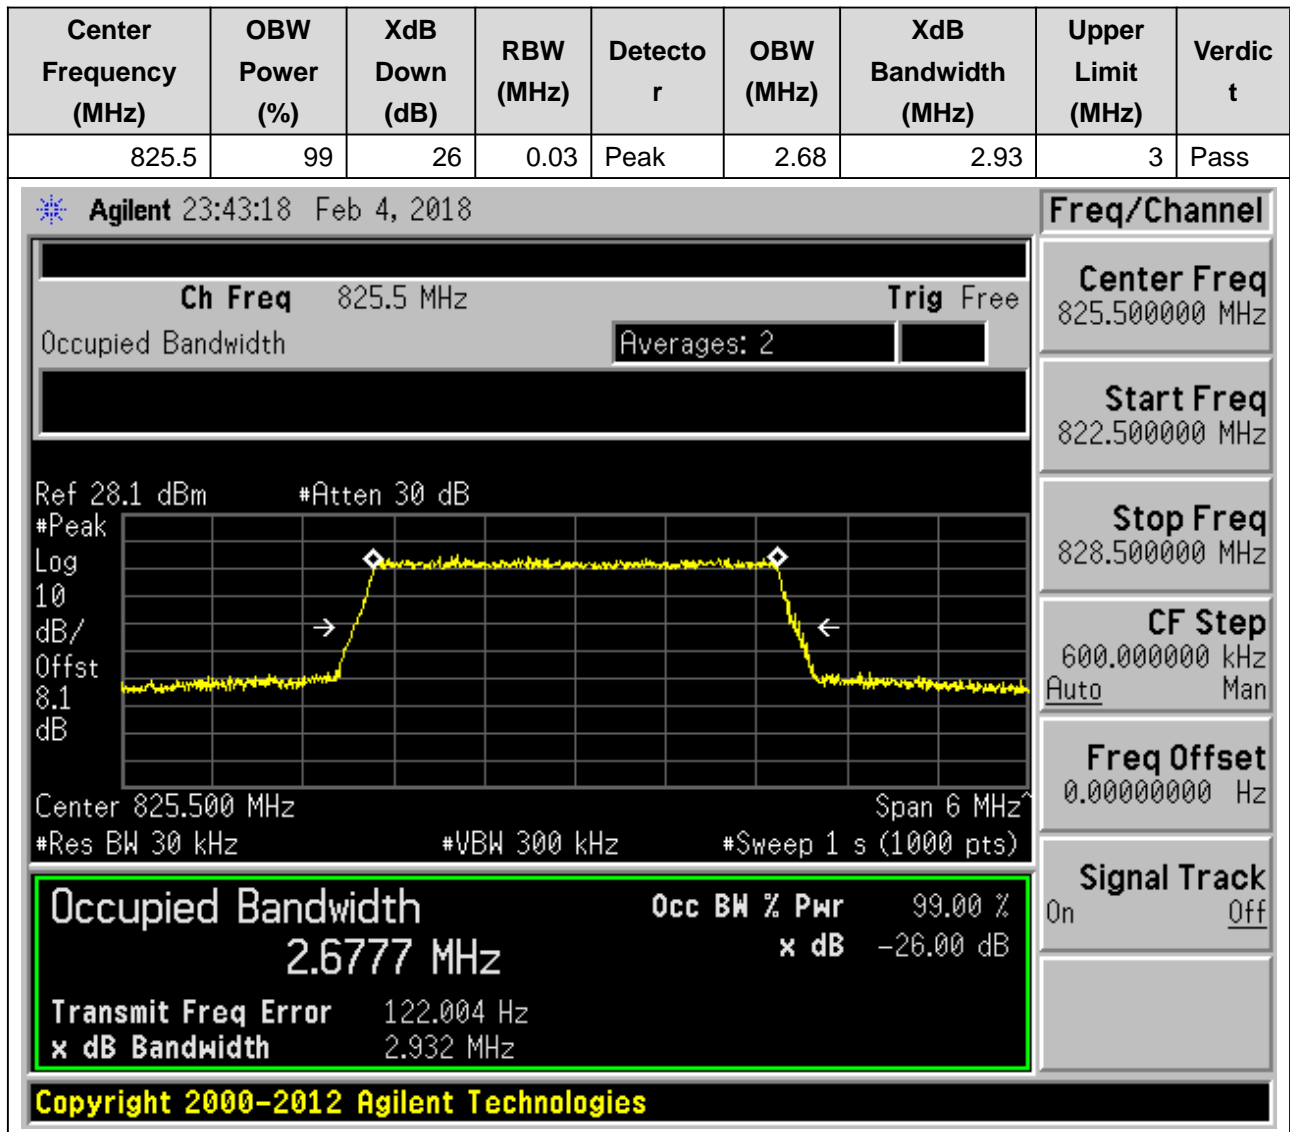 Center Frequency (MHz) OBW Power (%) XdB Down (dB) RBW (MHz) Detecto r OBW (MHz) XdB Bandwidth (MHz) Upper Limit (MHz) Verdic t
825.5 99 26 0.03 Peak 2.68 2.93 3 Pass
Agilent 23:43:18 Feb 4, 2018
Freq/Channel
Ch Freq 825.5 MHz Trig Free
Occupied Bandwidth Averages: 2
Ref 28.1 dBm #Atten 30 dB
#Peak
Log
10
dB/
Offst
8.1
dB
Center 825.500 MHz Span 6 MHz^
#Res BW 30 kHz #VBW 300 kHz #Sweep 1 s (1000 pts)
Occupied Bandwidth Occ BW % Pwr 99.00 %
2.6777 MHz x dB -26.00 dB
Transmit Freq Error 122.004 Hz
x dB Bandwidth 2.932 MHz
Center Freq
825.500000 MHz
Start Freq
822.500000 MHz
Stop Freq
828.500000 MHz
CF Step
600.000000 kHz
Auto Man
Freq Offset
0.00000000 Hz
Signal Track
On Off
Copyright 2000-2012 Agilent Technologies